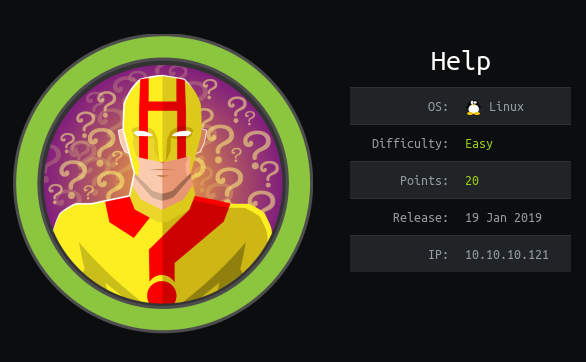 Help
OS: Linux
Difficulty: Easy
Points: 20
Release: 19 Jan 2019
IP: 10.10.10.121